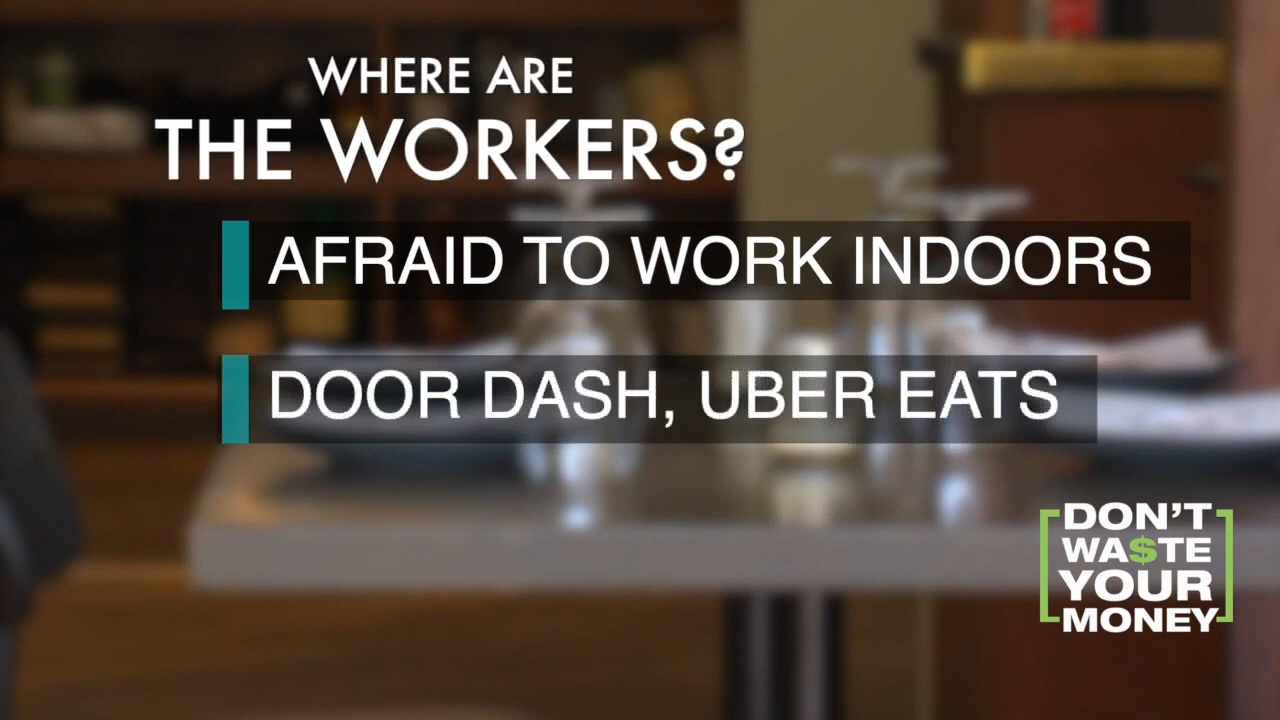 WHERE ARE
THE WORKERS?
AFRAID TO WORK INDOORS
DOOR DASH, UBER EATS
DON'T
WA$TE
YOUR
MONEY